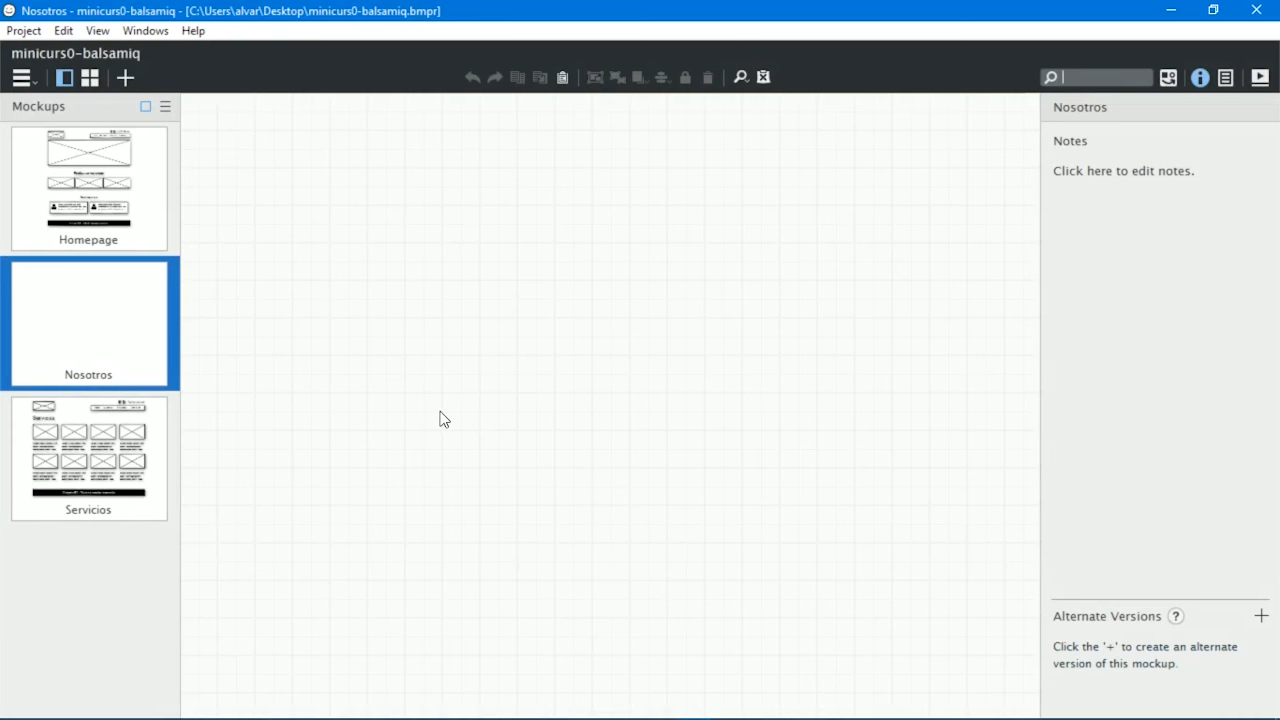 Nosotros - minicurs0-balsamiq - [C:\Users\alvar\Desktop\minicurs0-balsamiq.bmpr]
Project Edit View Windows Help
minicurs0-balsamiq
Mockups
Homepage
Nosotros
Servicios
Nosotros
Notes
Click here to edit notes.
Alternate Versions ?
Click the '+' to create an alternate
version of this mockup.